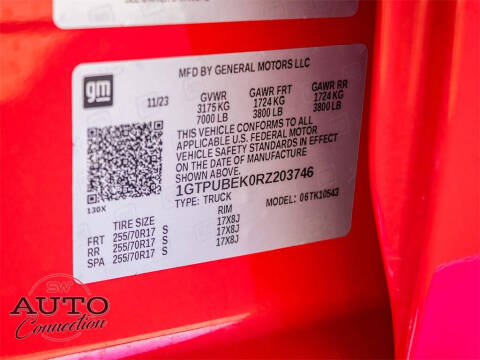 MFD BY GENERAL MOTORS LLC
gm
11/23
GVWR GAWR FRT GAWR RR
3175 KG 1724 KG 1724 KG
7000 LB 3800 LB 3800 LB
THIS VEHICLE CONFORMS TO ALL
APPLICABLE U.S. FEDERAL MOTOR
VEHICLE SAFETY STANDARDS IN EFFECT
ON THE DATE OF MANUFACTURE
SHOWN ABOVE.
1GTPUBEK0RZ203746
130X
TYPE: TRUCK MODEL: 06TK10543
TIRE SIZE RIM
FRT 255/70R17 S 17X8J
RR 255/70R17 S 17X8J
SPA 255/70R17 S 17X8J
SW
AUTO
Connection